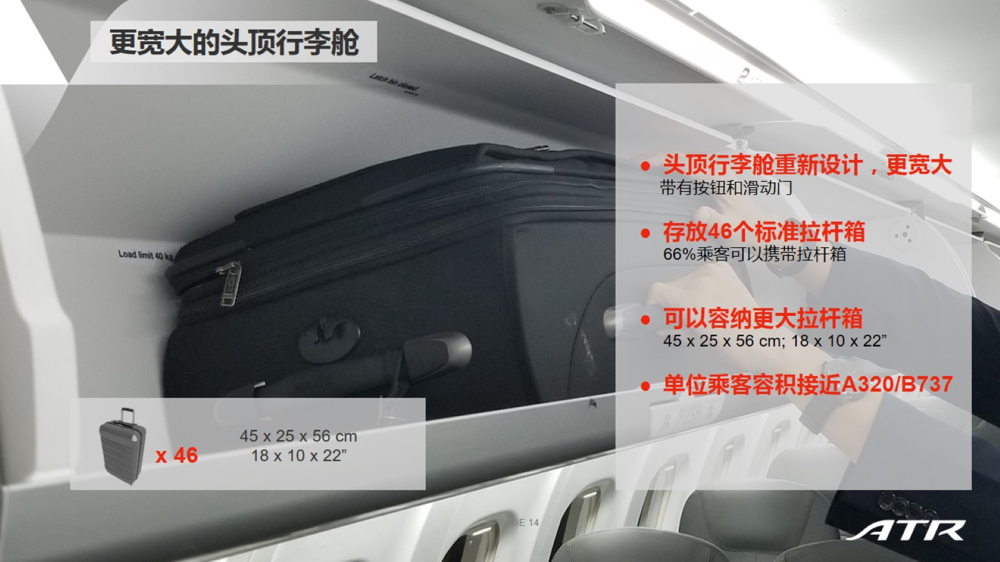 更宽大的头顶行李舱
Latch bin closed
2
Load limit 40 kg
● 头顶行李舱重新设计，更宽大
带有按钮和滑动门
● 存放46个标准拉杆箱
66%乘客可以携带拉杆箱
● 可以容纳更大拉杆箱
45 x 25 x 56 cm; 18 x 10 x 22”
● 单位乘客容积接近A320/B737
PUSH
x 46
45 x 25 x 56 cm
18 x 10 x 22”
PAGE 14
ATR